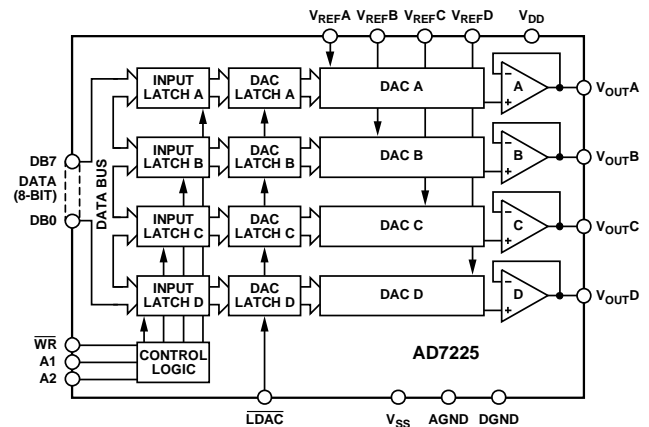 VREFA VREFB VREFC VREFD VDD
INPUT LATCH A
DAC LATCH A
DAC A
A
VOUTA
INPUT LATCH B
DAC LATCH B
DAC B
B
VOUTB
DB7
DATA
(8-BIT)
DB0
DATA BUS
INPUT LATCH C
DAC LATCH C
DAC C
C
VOUTC
INPUT LATCH D
DAC LATCH D
DAC D
D
VOUTD
WR
A1
A2
CONTROL LOGIC
AD7225
LDAC VSS AGND DGND